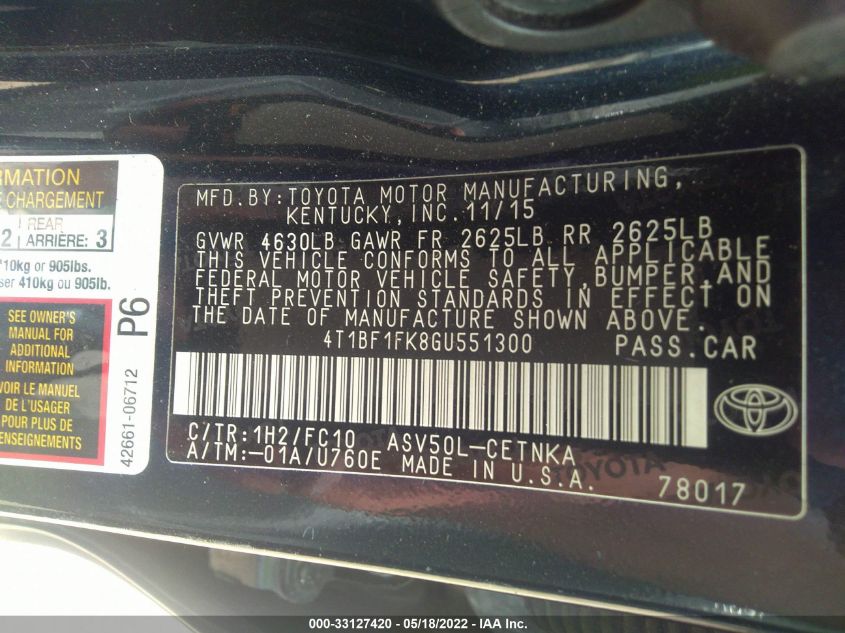 RMATION
E CHARGEMENT
2 REAR
ARRIÈRE: 3
410kg or 905lbs.
ser 410kg ou 905lb.
SEE OWNER'S
MANUAL FOR
ADDITIONAL
INFORMATION
VOIR LE MANUEL
DE L'USAGER
POUR PLUS DE
RENSEIGNEMENTS
P6
42661-06712
MFD.BY:TOYOTA MOTOR MANUFACTURING,
KENTUCKY,INC.11/15
GVWR 4630LB GAWR FR 2625LB RR 2625LB
THIS VEHICLE CONFORMS TO ALL APPLICABLE
FEDERAL MOTOR VEHICLE SAFETY,BUMPER,AND
THEFT PREVENTION STANDARDS IN EFFECT ON
THE DATE OF MANUFACTURE SHOWN ABOVE.
4T1BF1FK8GU551300 PASS.CAR
C/TR:1H2/FC10 ASV50L-CETNKA
A/TM:-01A/U760E MADE IN U.S.A.
78017
TOYOTA
000-33127420 - 05/18/2022 - IAA Inc.